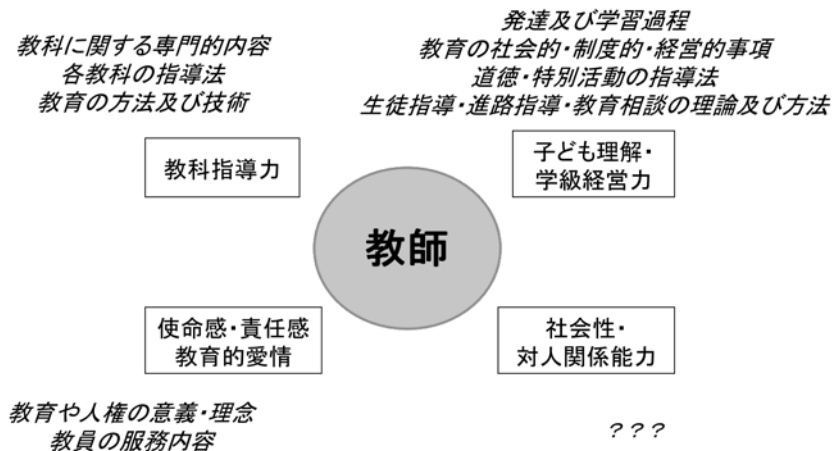 教科に関する専門的内容
各教科の指導法
教育の方法及び技術
発達及び学習過程
教育の社会的・制度的・経営的事項
道徳・特別活動の指導法
生徒指導・進路指導・教育相談の理論及び方法
教科指導力
子ども理解・
学級経営力
教師
使命感・責任感
教育的愛情
社会性・
対人関係能力
教育や人権の意義・理念
教員の服務内容
???